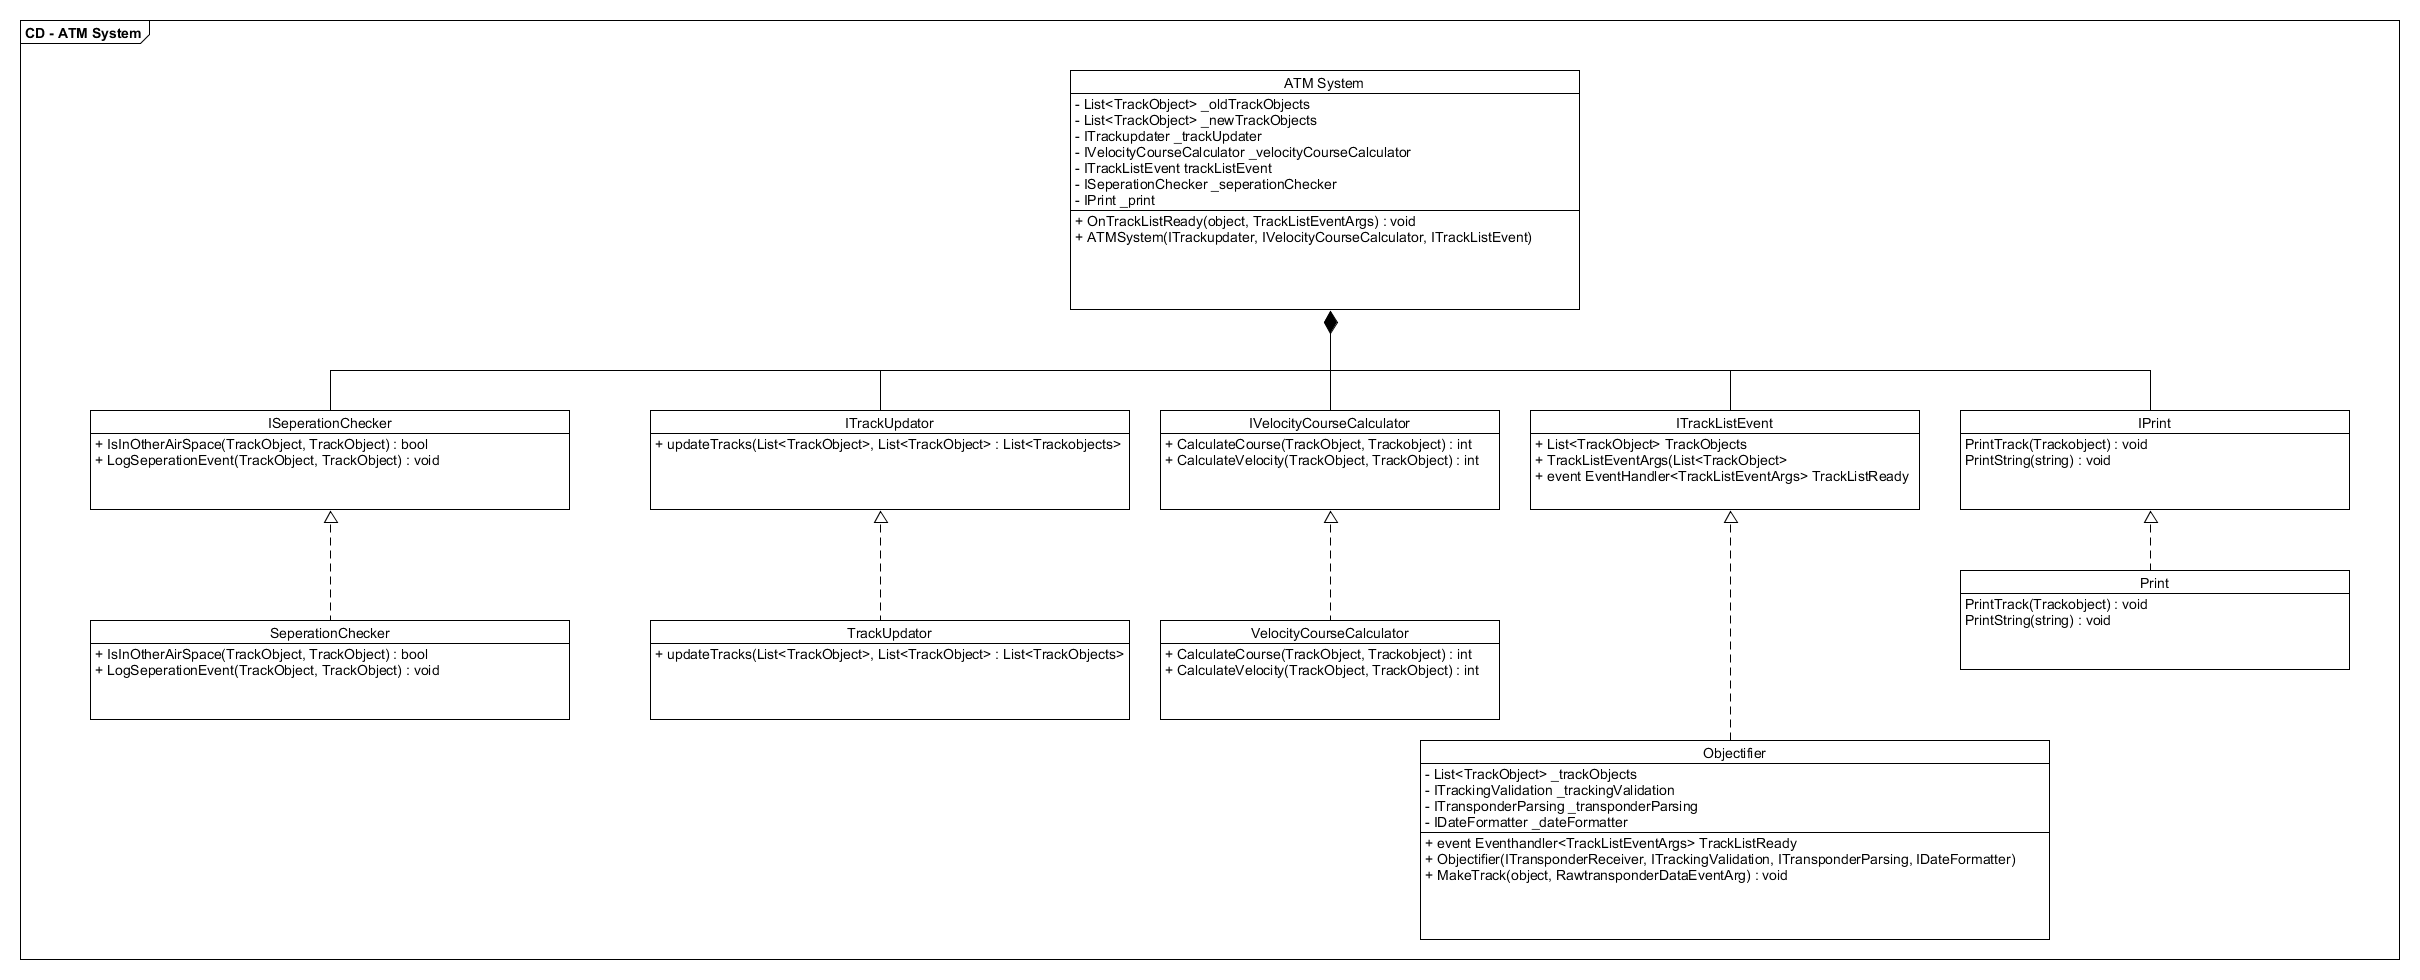 CD - ATM System
ATM System
- List<TrackObject> _oldTrackObjects
- List<TrackObject> _newTrackObjects
- ITrackupdater _trackUpdater
- IVelocityCourseCalculator _velocityCourseCalculator
- ITrackListEvent trackListEvent
- ISeperationChecker _seperationChecker
- IPrint _print
+ OnTrackListReady(object, TrackListEventArgs) : void
+ ATMSystem(ITrackupdater, IVelocityCourseCalculator, ITrackListEvent)
ISeperationChecker
+ IsInOtherAirSpace(TrackObject, TrackObject) : bool
+ LogSeperationEvent(TrackObject, TrackObject) : void
ITrackUpdator
+ updateTracks(List<TrackObject>, List<TrackObject> : List<Trackobjects>
IVelocityCourseCalculator
+ CalculateCourse(TrackObject, Trackobject) : int
+ CalculateVelocity(TrackObject, TrackObject) : int
ITrackListEvent
+ List<TrackObject> TrackObjects
+ TrackListEventArgs(List<TrackObject>
+ event EventHandler<TrackListEventArgs> TrackListReady
IPrint
PrintTrack(Trackobject) : void
PrintString(string) : void
SeperationChecker
+ IsInOtherAirSpace(TrackObject, TrackObject) : bool
+ LogSeperationEvent(TrackObject, TrackObject) : void
TrackUpdator
+ updateTracks(List<TrackObject>, List<TrackObject> : List<TrackObjects>
VelocityCourseCalculator
+ CalculateCourse(TrackObject, Trackobject) : int
+ CalculateVelocity(TrackObject, TrackObject) : int
Print
PrintTrack(Trackobject) : void
PrintString(string) : void
Objectifier
- List<TrackObject> _trackObjects
- ITrackingValidation _trackingValidation
- ITransponderParsing _transponderParsing
- IDateFormatter _dateFormatter
+ event Eventhandler<TrackListEventArgs> TrackListReady
+ Objectifier(ITransponderReceiver, ITrackingValidation, ITransponderParsing, IDateFormatter)
+ MakeTrack(object, RawtransponderDataEventArg) : void